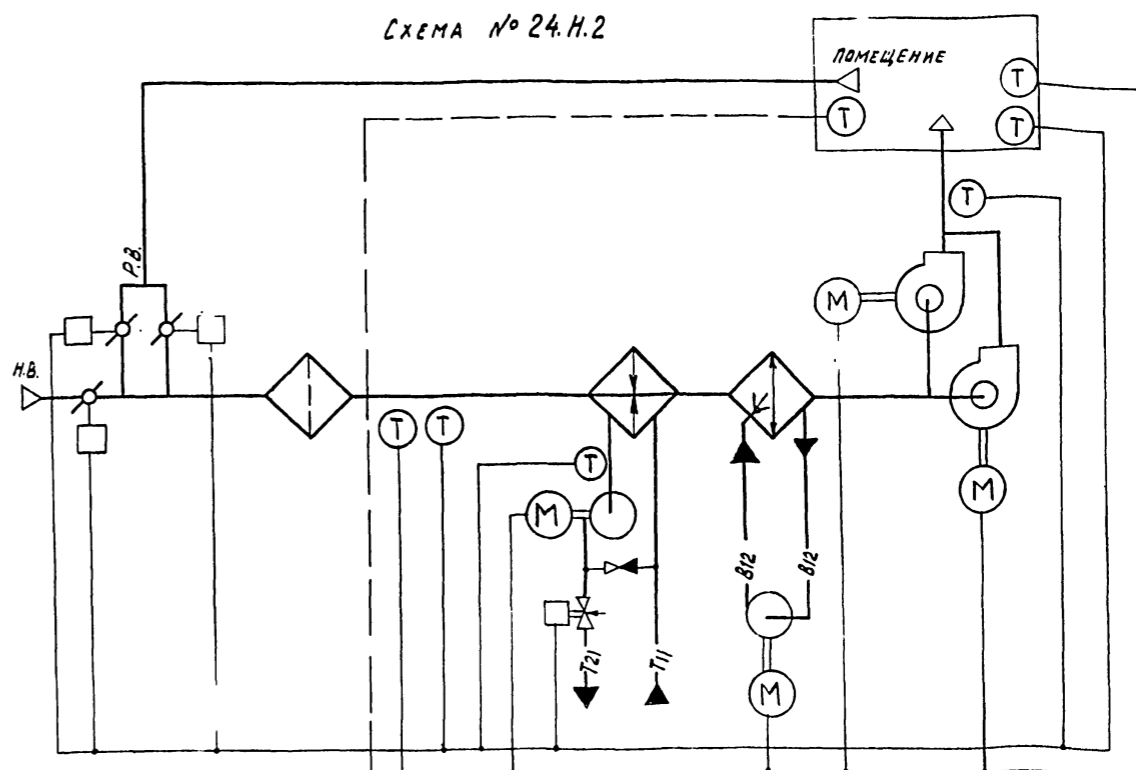 Схема № 24.Н.2
ПОМЕЩЕНИЕ
Т
Т
Т
Т
Р.В.
М
Н.В.
Т
Т
Т
М
М
В12
В12
Т21
Т11
М